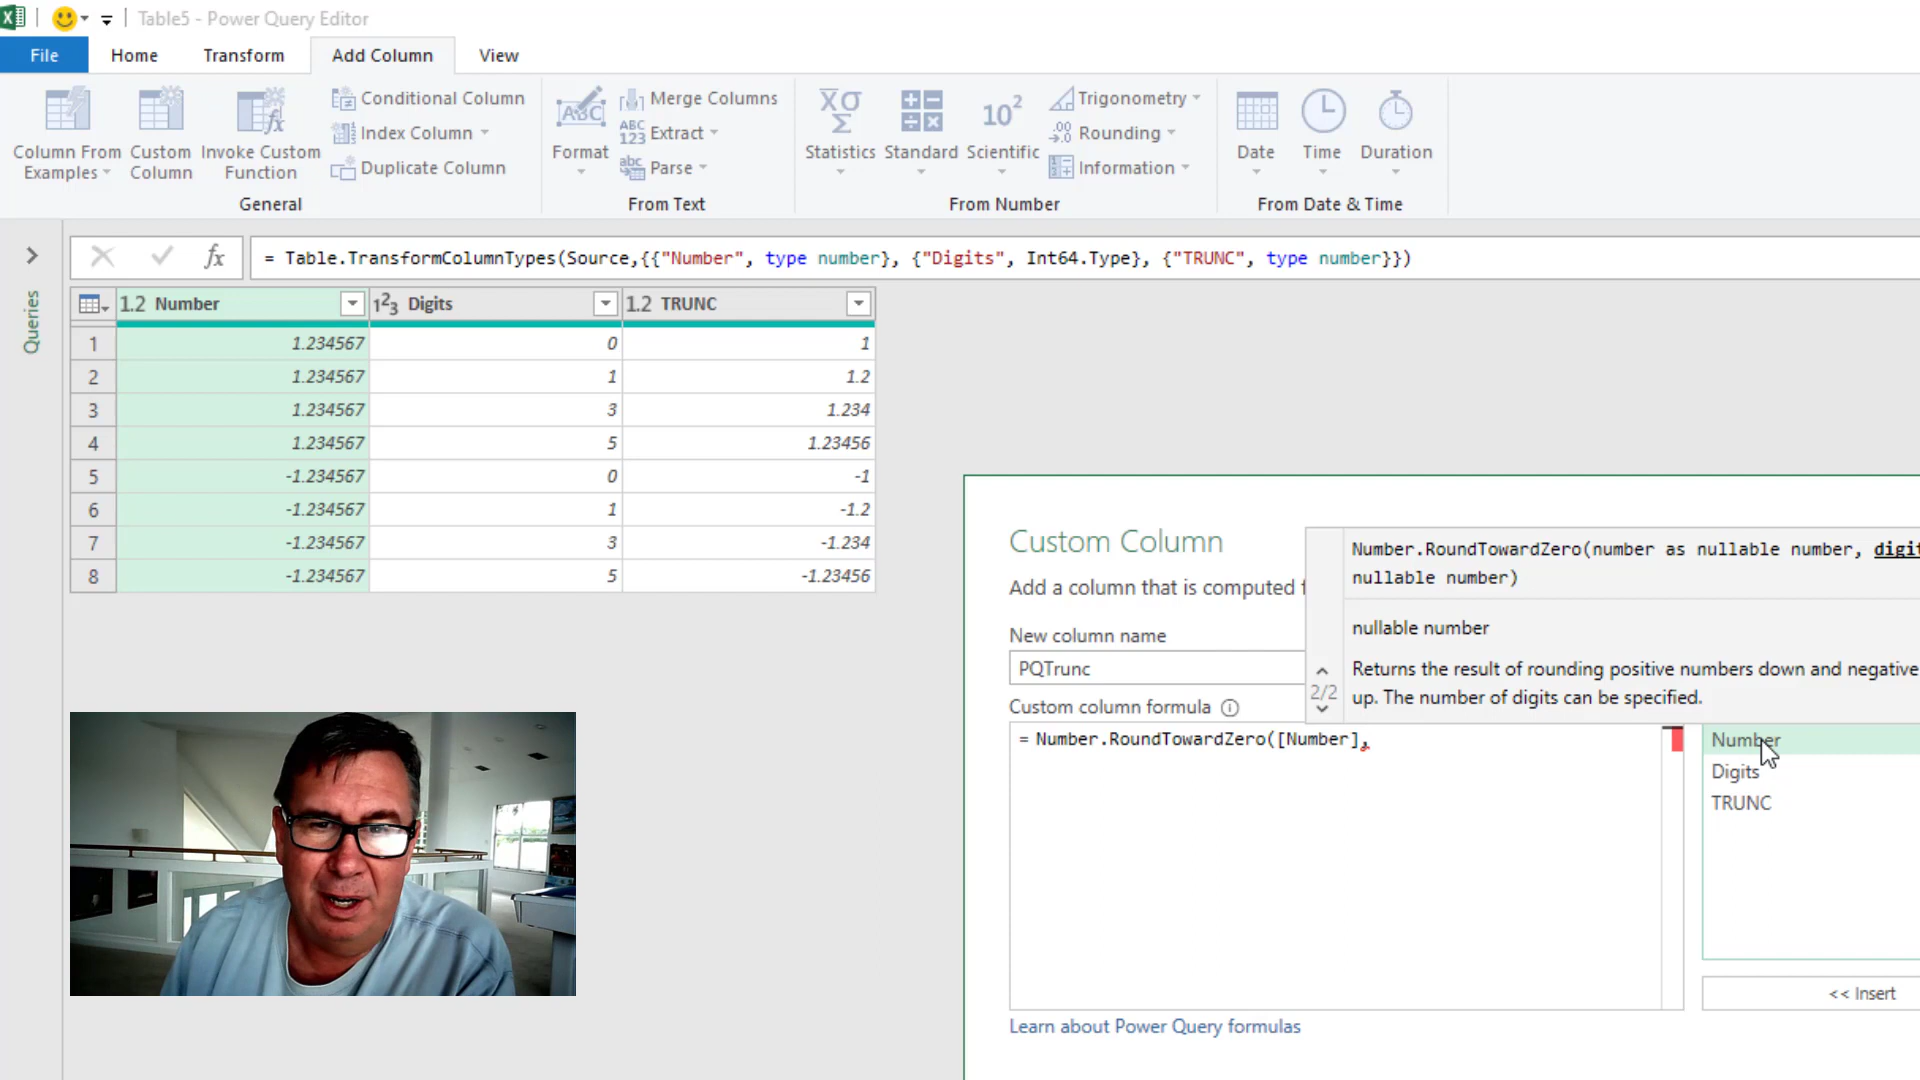 Table5 - Power Query Editor
File Home Transform Add Column View
Column From Examples
Custom Column
Invoke Custom Function
Conditional Column
Index Column
Duplicate Column
General
Format
Merge Columns
Extract
Parse
From Text
Statistics
Standard
Scientific
Trigonometry
Rounding
Information
From Number
Date
Time
Duration
From Date & Time
Queries
fx = Table.TransformColumnTypes(Source,{{"Number", type number}, {"Digits", Int64.Type}, {"TRUNC", type number}})
1.2 Number 123 Digits 1.2 TRUNC
1 1.234567 0 1
2 1.234567 1 1.2
3 1.234567 3 1.234
4 1.234567 5 1.23456
5 -1.234567 0 -1
6 -1.234567 1 -1.2
7 -1.234567 3 -1.234
8 -1.234567 5 -1.23456
Custom Column
Add a column that is computed
New column name
PQTrunc
Custom column formula
= Number.RoundTowardZero([Number],
Number.RoundTowardZero(number as nullable number, digit
nullable number)
nullable number
2/2
Returns the result of rounding positive numbers down and negative
up. The number of digits can be specified.
Number
Digits
TRUNC
<< Insert
Learn about Power Query formulas